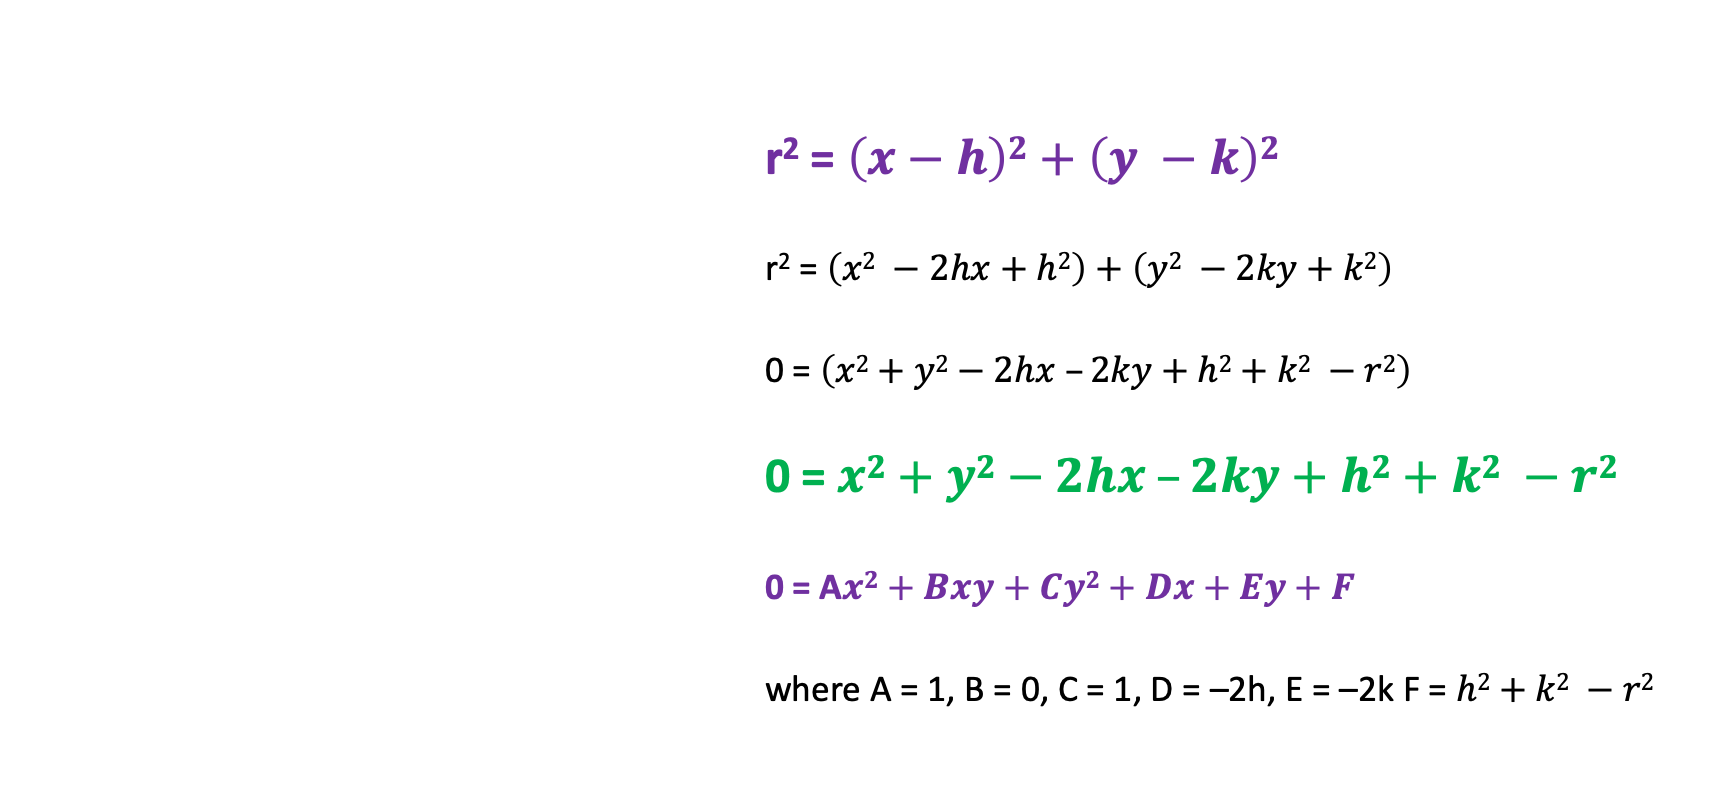 r² = (x − h)² + (y − k)²
r² = (x² − 2hx + h²) + (y² − 2ky + k²)
0 = (x² + y² − 2hx – 2ky + h² + k² − r²)
0 = x² + y² − 2hx – 2ky + h² + k² − r²
0 = Ax² + Bxy + Cy² + Dx + Ey + F
where A = 1, B = 0, C = 1, D = –2h, E = –2k F = h² + k² − r²